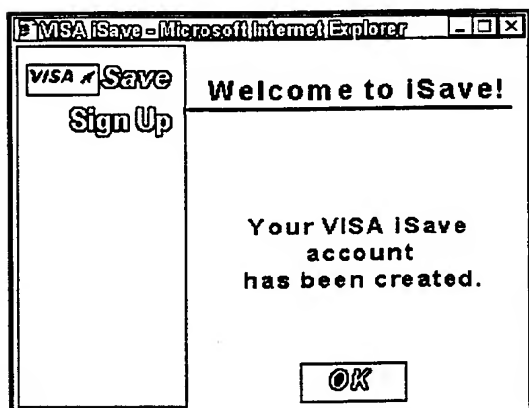 VISA iSave - Microsoft Internet Explorer
VISA iSave
Sign Up
Welcome to iSave!
Your VISA iSave
account
has been created.
OK